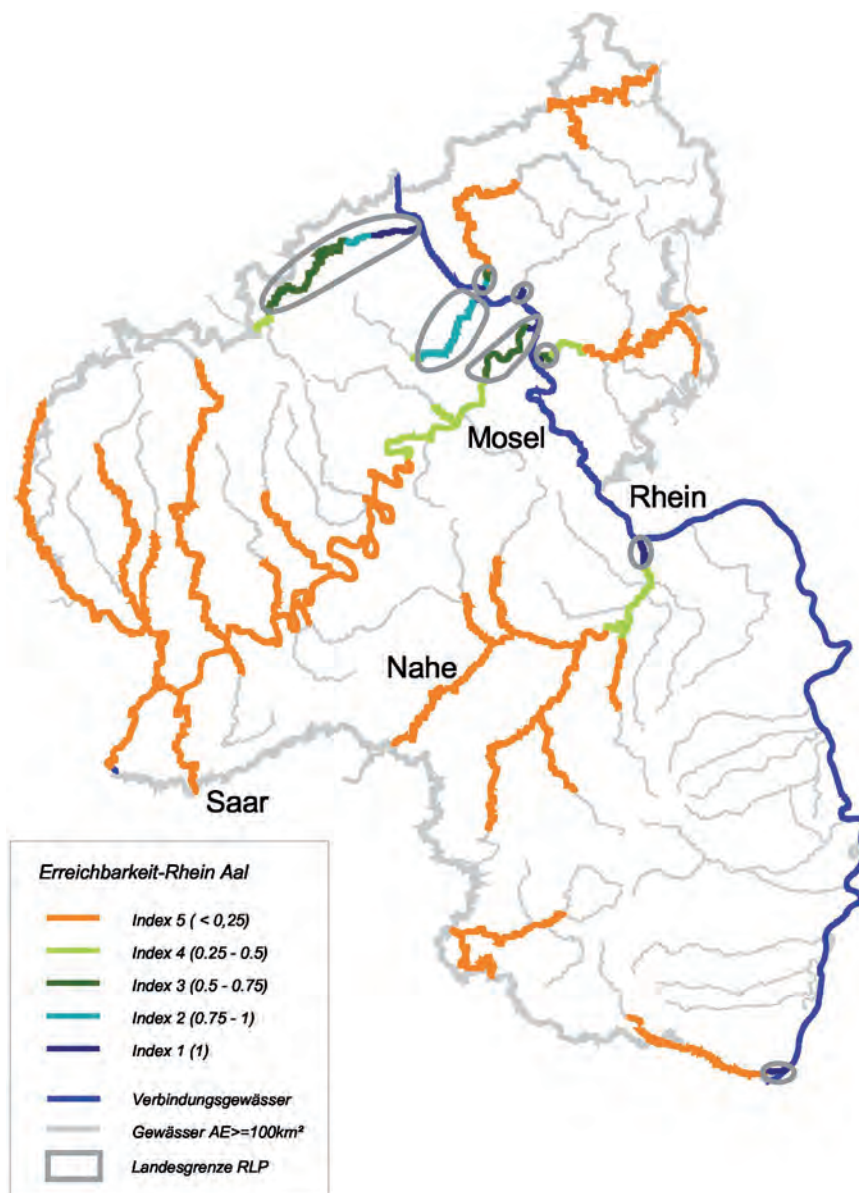 Mosel
Rhein
Nahe
Saar
Erreichbarkeit-Rhein Aal
Index 5 ( < 0,25)
Index 4 (0.25 - 0.5)
Index 3 (0.5 - 0.75)
Index 2 (0.75 - 1)
Index 1 (1)
Verbindungsgewässer
Gewässer AE>=100km²
Landesgrenze RLP